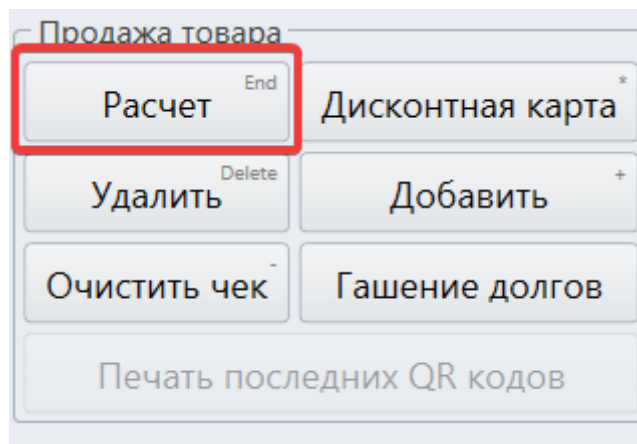 Продажа товара
Расчет End
Дисконтная карта *
Удалить Delete
Добавить +
Очистить чек -
Гашение долгов
Печать последних QR кодов